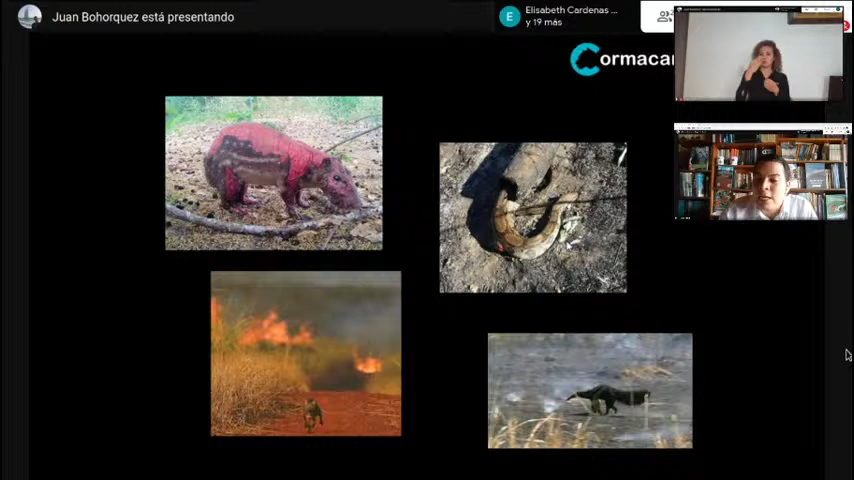 Juan Bohorquez está presentando
E
Elisabeth Cardenas ...
y 19 más
Cormacar